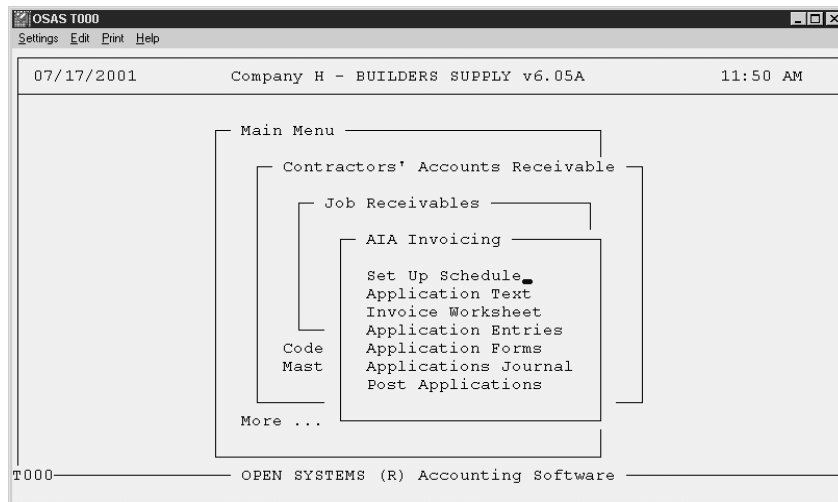 OSAS T000
Settings Edit Print Help
07/17/2001 Company H - BUILDERS SUPPLY v6.05A 11:50 AM
Main Menu
Contractors' Accounts Receivable
Job Receivables
AIA Invoicing
Set Up Schedule
Application Text
Invoice Worksheet
Application Entries
Code Application Forms
Mast Applications Journal
Post Applications
More ...
T000 OPEN SYSTEMS (R) Accounting Software